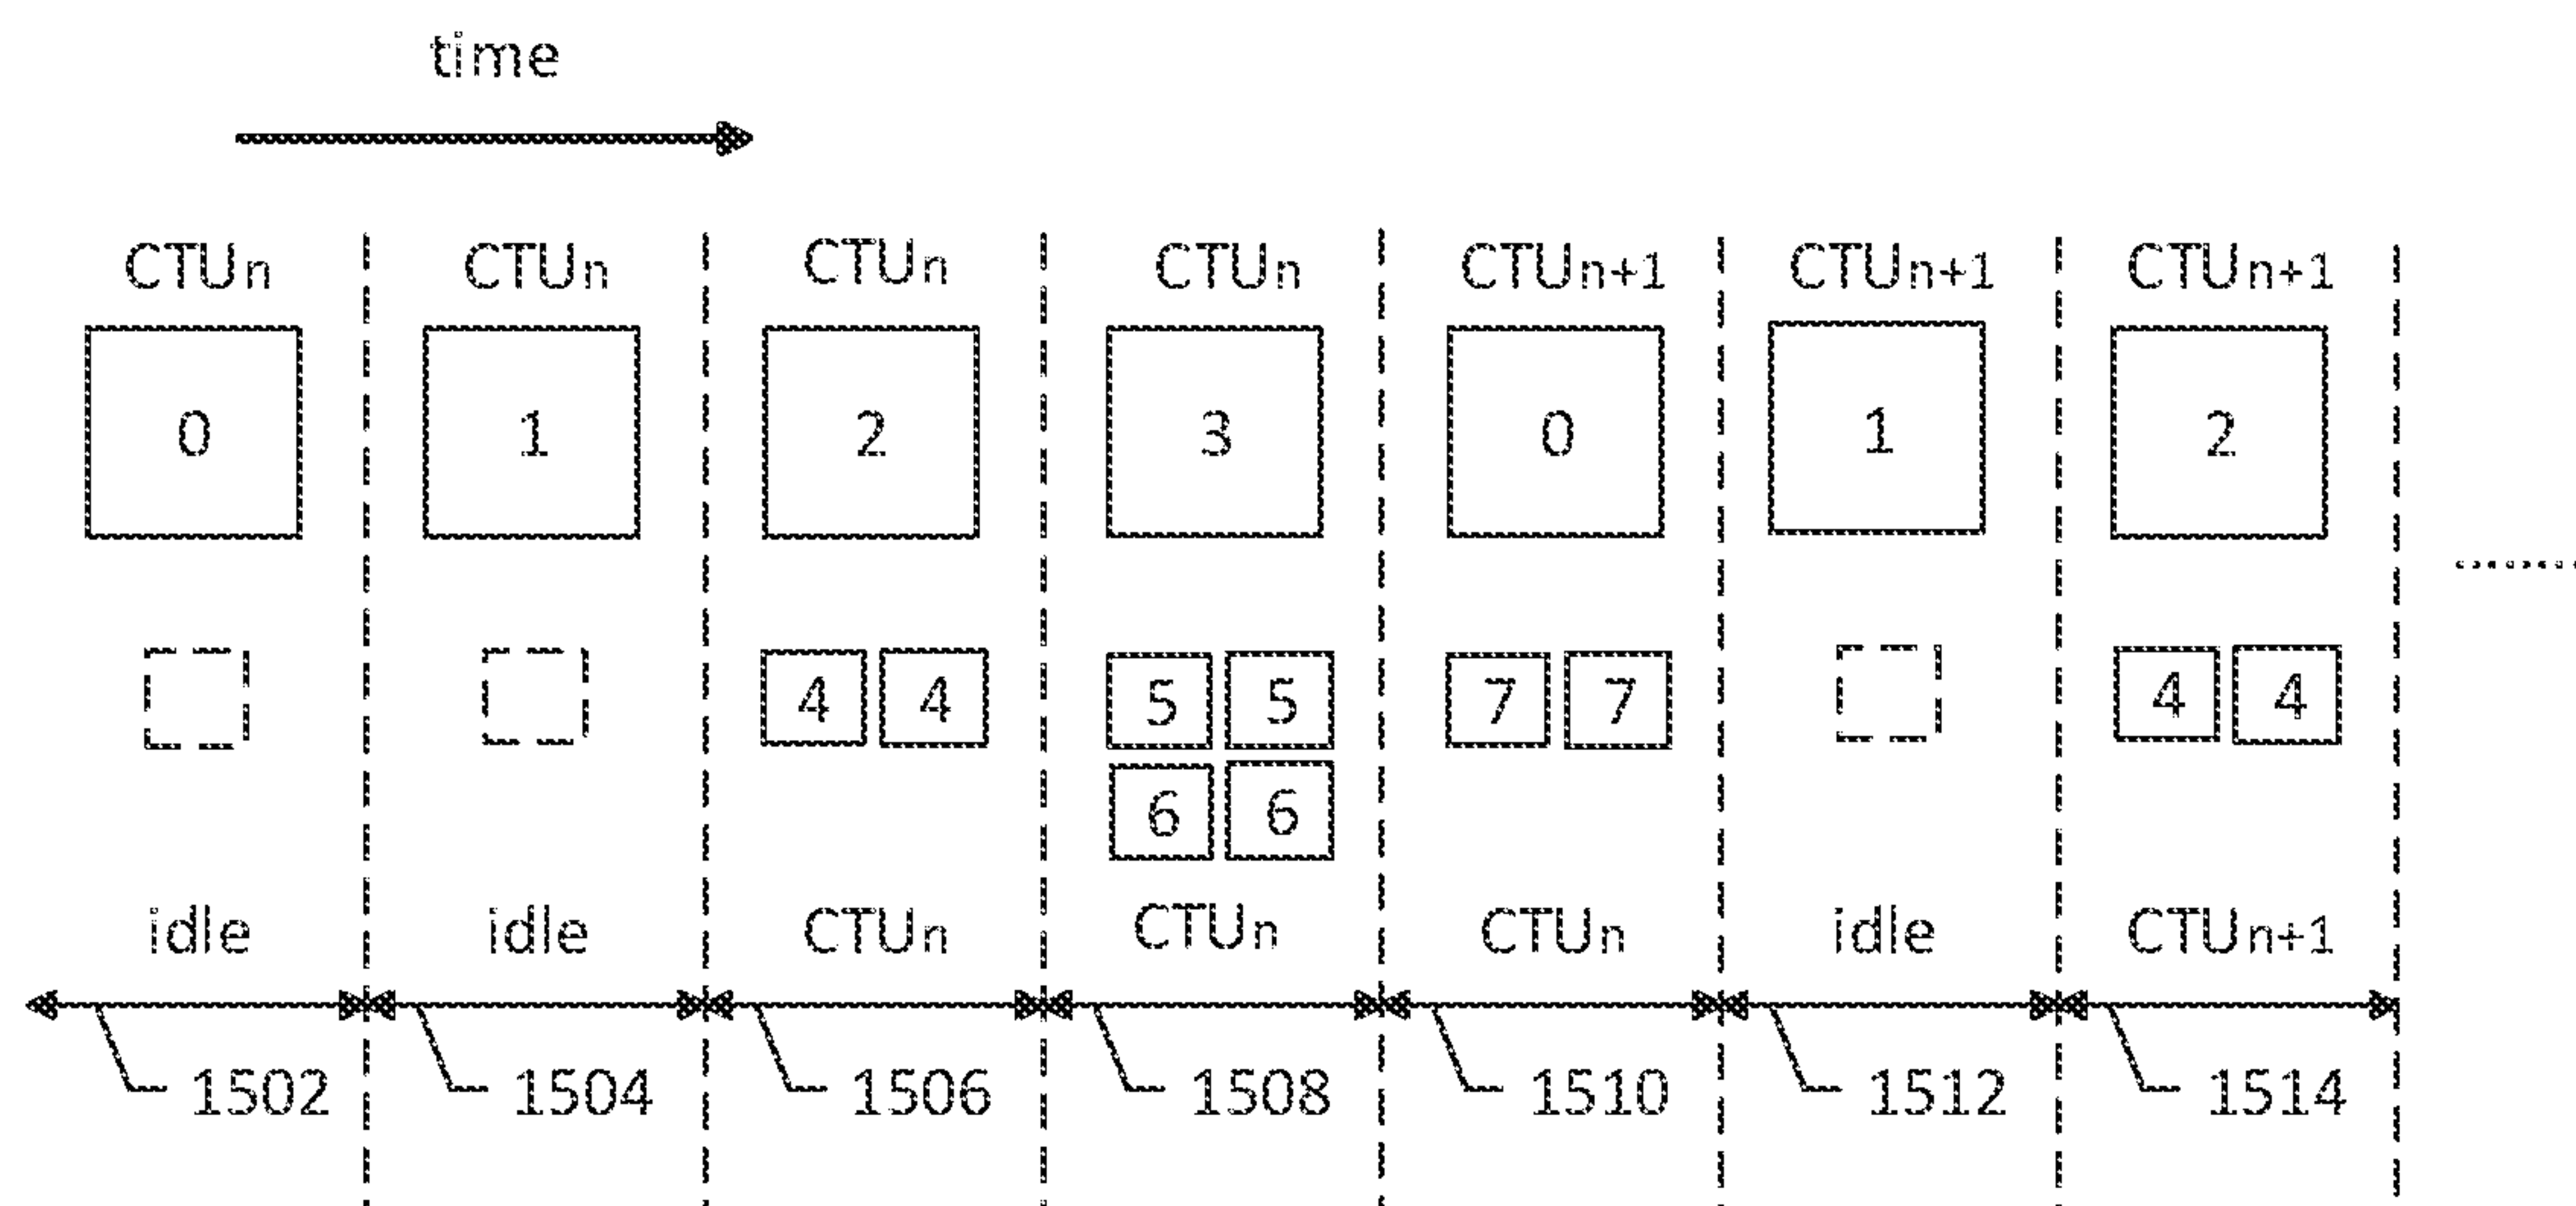 time
CTUn CTUn CTUn CTUn CTUn+1 CTUn+1 CTUn+1
0 1 2 3 0 1 2
4 4 5 5 7 7 4 4
6 6
idle idle CTUn CTUn CTUn idle CTUn+1
1502 1504 1506 1508 1510 1512 1514